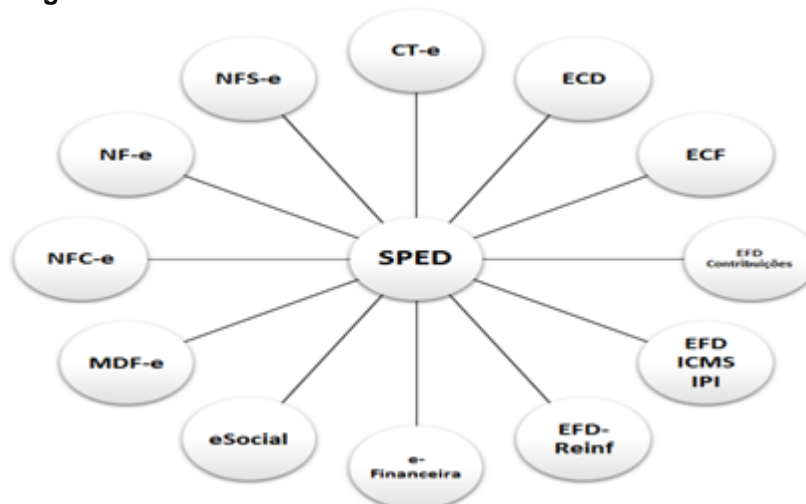 CT-e
NFS-e
ECD
NF-e
ECF
NFC-e
SPED
EFD
Contribuições
MDF-e
EFD
ICMS
IPI
eSocial
e-
Financeira
EFD-
Reinf